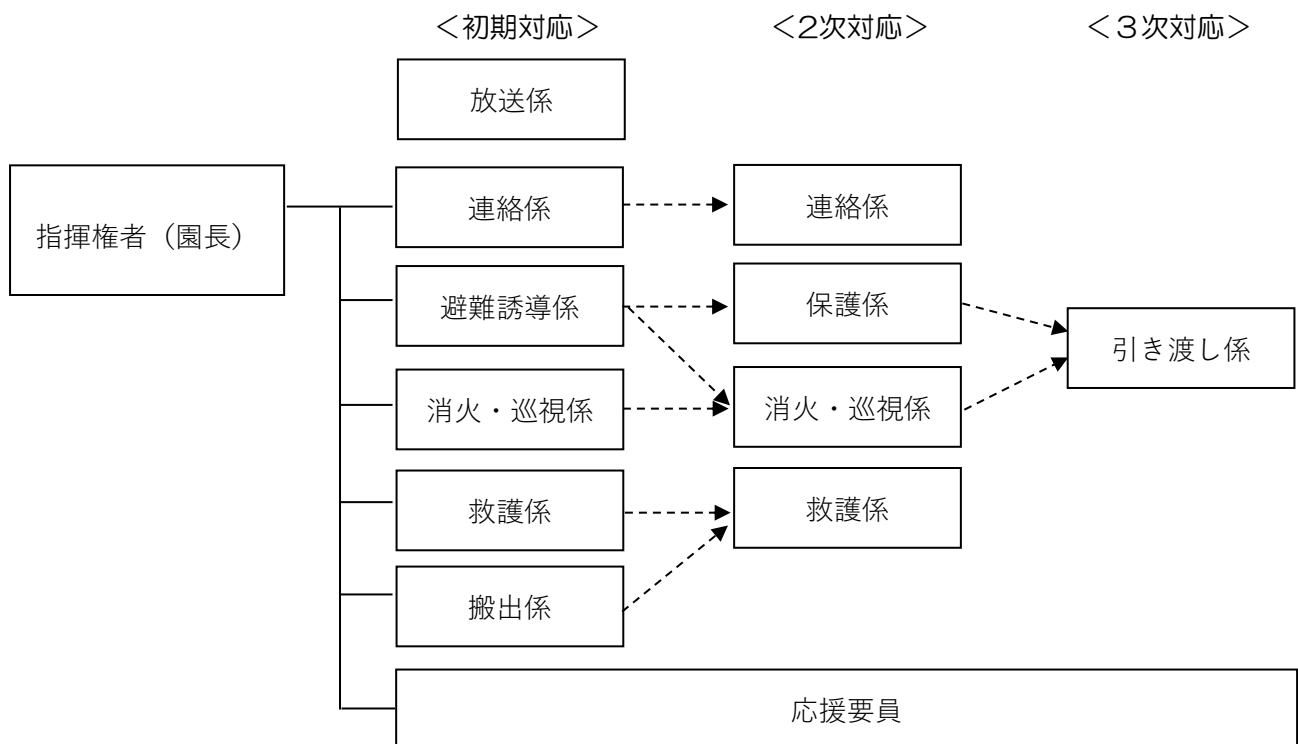 ＜初期対応＞
＜2次対応＞
＜３次対応＞
放送係
指揮権者（園長）
連絡係
連絡係
避難誘導係
保護係
引き渡し係
消火・巡視係
消火・巡視係
救護係
救護係
搬出係
応援要員